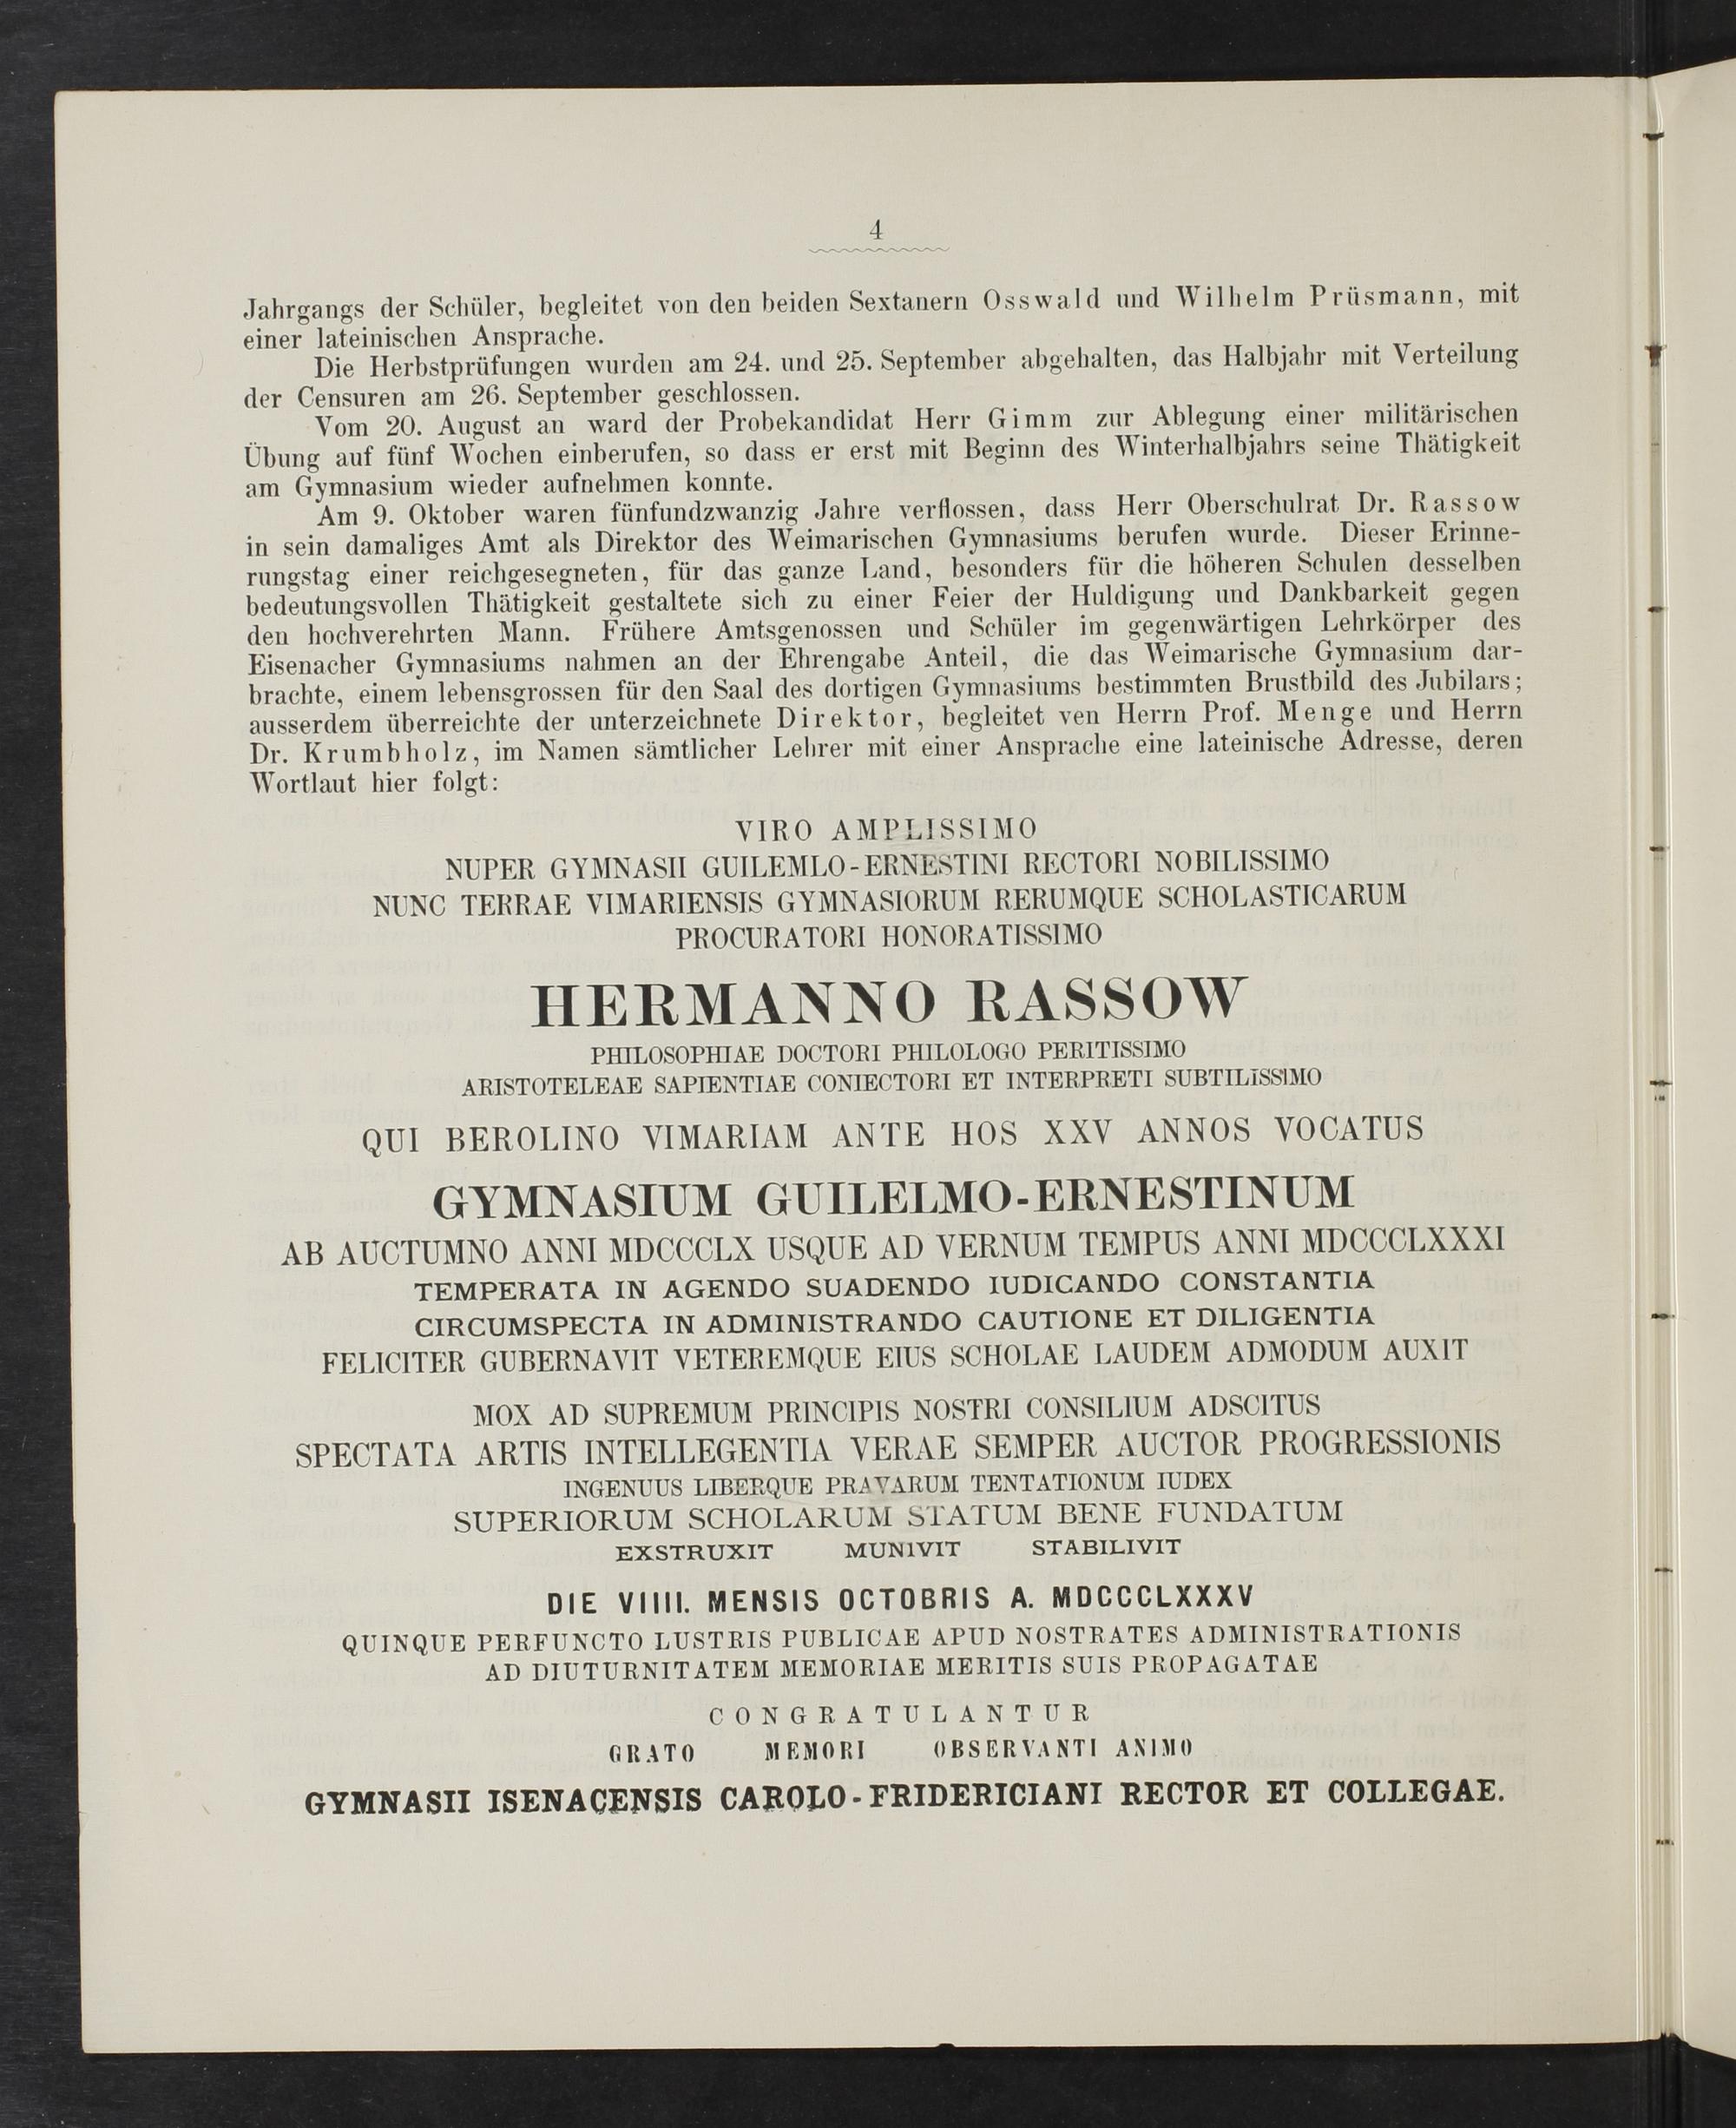 4
Jahrgangs der Schüler, begleitet von den beiden Sextanern Osswald und Wilhelm Prüsmann, mit
einer lateinischen Ansprache.
Die Herbstprüfungen wurden am 24. und 25. September abgehalten, das Halbjahr mit Verteilung
der Censuren am 26. September geschlossen.
Vom 20. August an ward der Probekandidat Herr Gimm zur Ablegung einer militärischen
Übung auf fünf Wochen einberufen, so dass er erst mit Beginn des Winterhalbjahrs seine Thätigkeit
am Gymnasium wieder aufnehmen konnte.
Am 9. Oktober waren fünfundzwanzig Jahre verflossen, dass Herr Oberschulrat Dr. Rassow
in sein damaliges Amt als Direktor des Weimarischen Gymnasiums berufen wurde. Dieser Erinne-
rungstag einer reichgesegneten, für das ganze Land, besonders für die höheren Schulen desselben
bedeutungsvollen Thätigkeit gestaltete sich zu einer Feier der Huldigung und Dankbarkeit gegen
den hochverehrten Mann. Frühere Amtsgenossen und Schüler im gegenwärtigen Lehrkörper des
Eisenacher Gymnasiums nahmen an der Ehrengabe Anteil, die das Weimarische Gymnasium dar-
brachte, einem lebensgrossen für den Saal des dortigen Gymnasiums bestimmten Brustbild des Jubilars;
ausserdem überreichte der unterzeichnete Direktor, begleitet ven Herrn Prof. Menge und Herrn
Dr. Krumbholz, im Namen sämtlicher Lehrer mit einer Ansprache eine lateinische Adresse, deren
Wortlaut hier folgt:
VIRO AMPLISSIMO
NUPER GYMNASII GUILEMLO-ERNESTINI RECTORI NOBILISSIMO
NUNC TERRAE VIMARIENSIS GYMNASIORUM RERUMQUE SCHOLASTICARUM
PROCURATORI HONORATISSIMO
HERMANNO RASSOW
PHILOSOPHIAE DOCTORI PHILOLOGO PERITISSIMO
ARISTOTELEAE SAPIENTIAE CONIECTORI ET INTERPRETI SUBTILISSIMO
QUI BEROLINO VIMARIAM ANTE HOS XXV ANNOS VOCATUS
GYMNASIUM GUILELMO-ERNESTINUM
AB AUCTUMNO ANNI MDCCCLX USQUE AD VERNUM TEMPUS ANNI MDCCCLXXXI
TEMPERATA IN AGENDO SUADENDO IUDICANDO CONSTANTIA
CIRCUMSPECTA IN ADMINISTRANDO CAUTIONE ET DILIGENTIA
FELICITER GUBERNAVIT VETEREMQUE EIUS SCHOLAE LAUDEM ADMODUM AUXIT
MOX AD SUPREMUM PRINCIPIS NOSTRI CONSILIUM ADSCITUS
SPECTATA ARTIS INTELLEGENTIA VERAE SEMPER AUCTOR PROGRESSIONIS
INGENUUS LIBERQUE PRAVARUM TENTATIONUM IUDEX
SUPERIORUM SCHOLARUM STATUM BENE FUNDATUM
EXSTRUXIT MUNIVIT STABILIVIT
DIE VIIII. MENSIS OCTOBRIS A. MDCCCLXXXV
QUINQUE PERFUNCTO LUSTRIS PUBLICAE APUD NOSTRATES ADMINISTRATIONIS
AD DIUTURNITATEM MEMORIAE MERITIS SUIS PROPAGATAE
CONGRATULANTUR
GRATO MEMORI OBSERVANTI ANIMO
GYMNASII ISENACENSIS CAROLO-FRIDERICIANI RECTOR ET COLLEGAE.